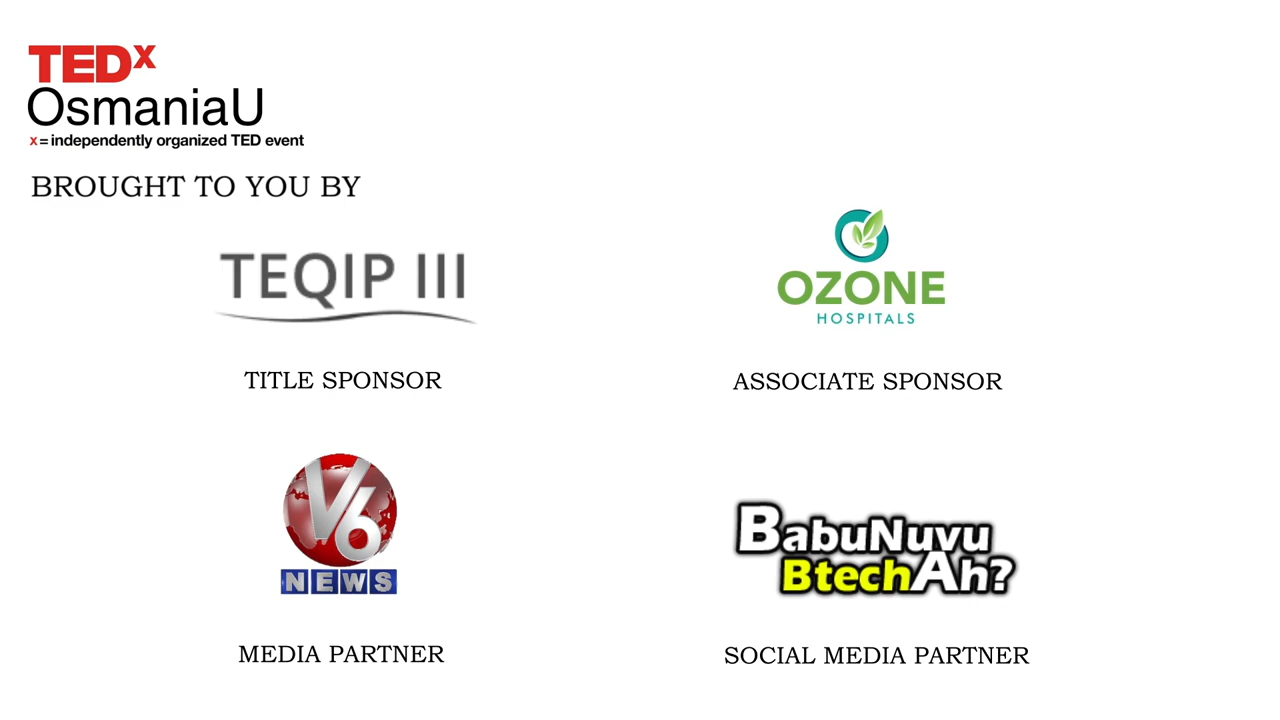 TEDx
OsmaniaU
x = independently organized TED event
BROUGHT TO YOU BY
TEQIP III
TITLE SPONSOR
OZONE
HOSPITALS
ASSOCIATE SPONSOR
V6
NEWS
MEDIA PARTNER
BabuNuvu
BtechAh?
SOCIAL MEDIA PARTNER